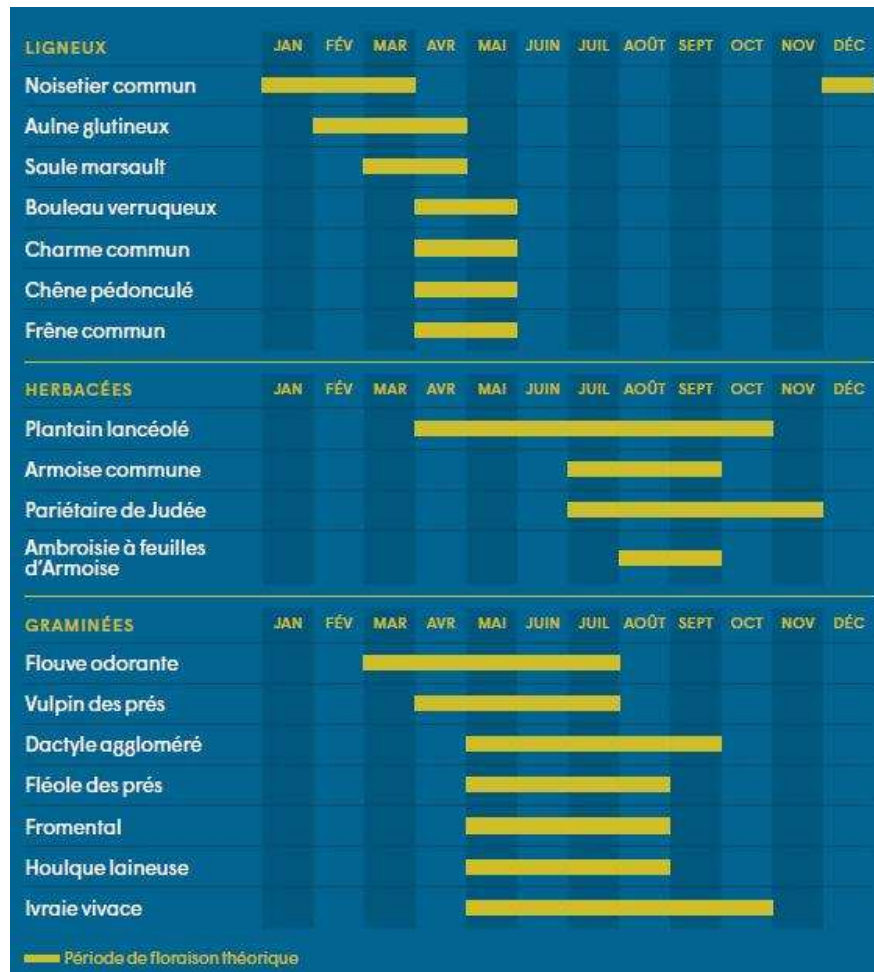 LIGNEUX JAN FÉV MAR AVR MAI JUIN JUIL AOÛT SEPT OCT NOV DÉC
Noisetier commun
Aulne glutineux
Saule marsault
Bouleau verruqueux
Charme commun
Chêne pédonculé
Frêne commun
HERBACÉES JAN FÉV MAR AVR MAI JUIN JUIL AOÛT SEPT OCT NOV DÉC
Plantain lancéolé
Armoise commune
Pariétaire de Judée
Ambroisie à feuilles
d'Armoise
GRAMINÉES JAN FÉV MAR AVR MAI JUIN JUIL AOÛT SEPT OCT NOV DÉC
Flouve odorante
Vulpin des prés
Dactyle aggloméré
Fléole des prés
Fromental
Houlque laineuse
Ivraie vivace
Période de floraison théorique